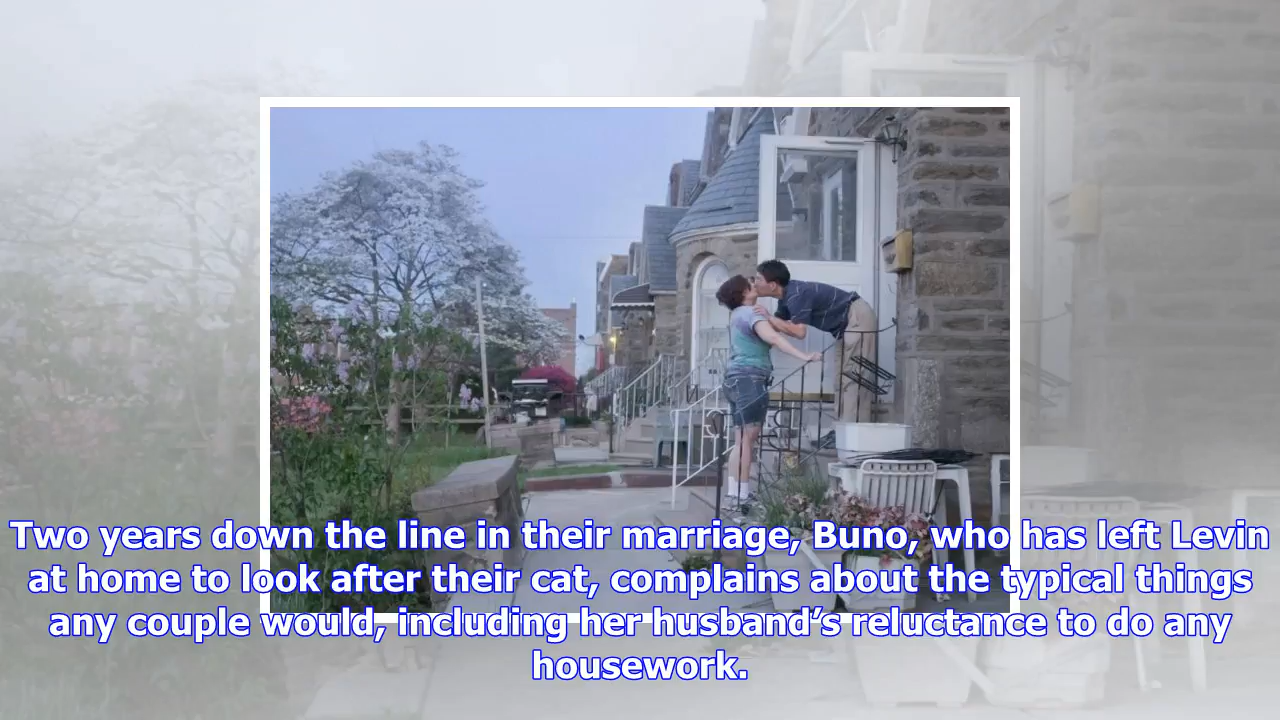 Two years down the line in their marriage, Buno, who has left Levin
at home to look after their cat, complains about the typical things
any couple would, including her husband’s reluctance to do any
housework.